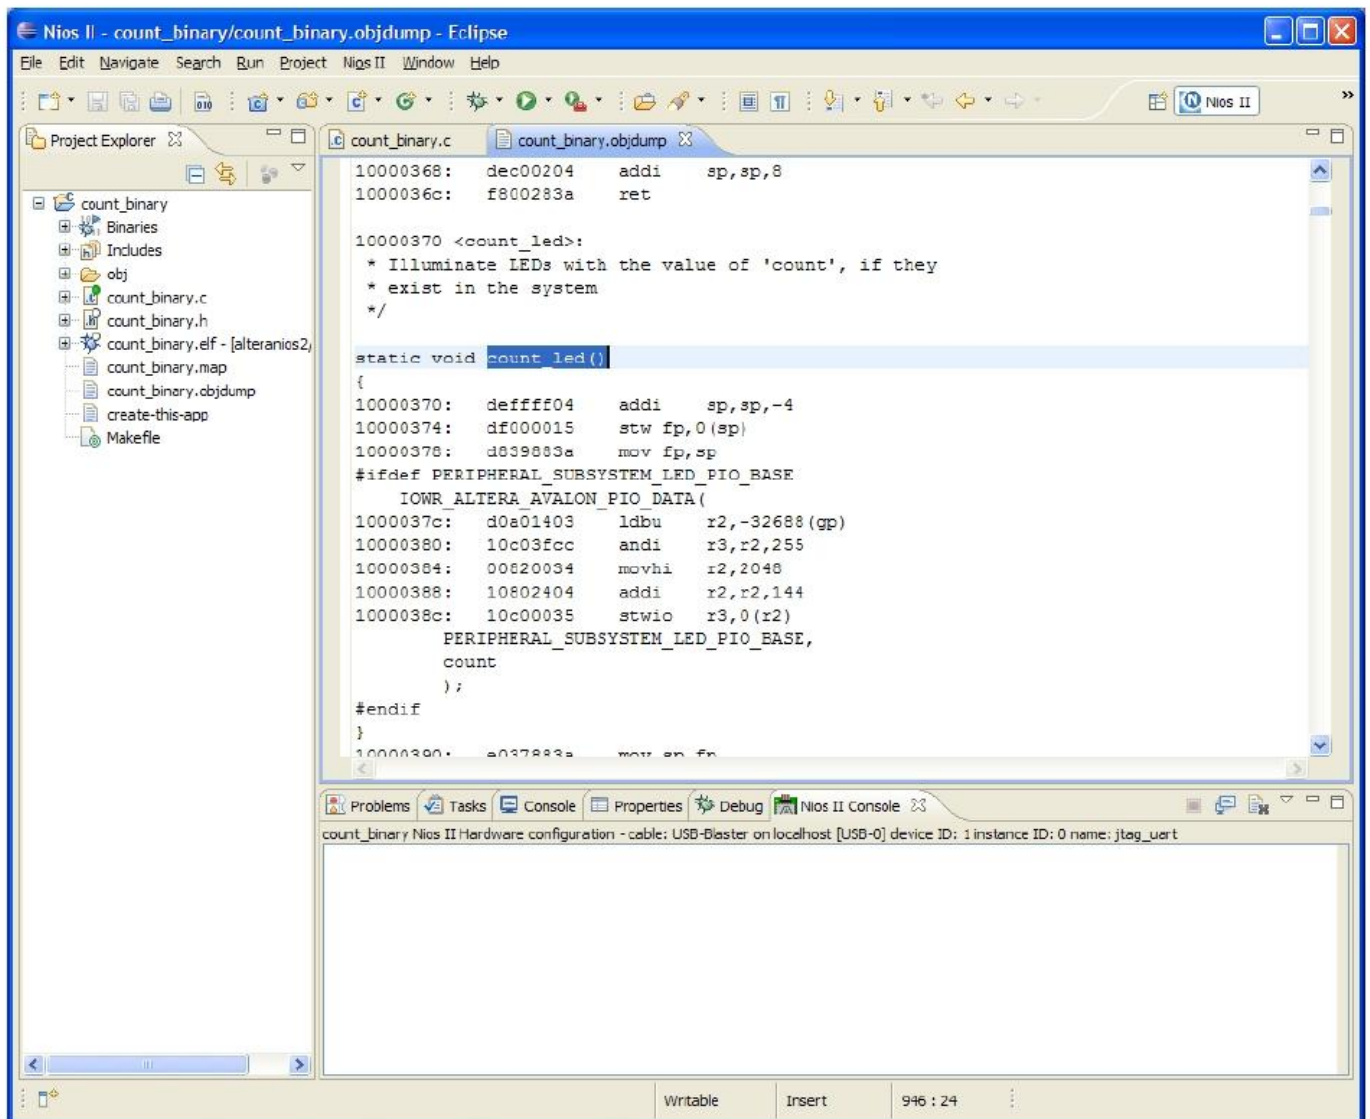 Nios II - count_binary/count_binary.objdump - Eclipse
File Edit Navigate Search Run Project Nios II Window Help
Nios II
Project Explorer
count_binary
Binaries
Includes
obj
count_binary.c
count_binary.h
count_binary.elf - [alteranios2/
count_binary.map
count_binary.objdump
create-this-app
Makefile
count_binary.c count_binary.objdump
10000368: dec00204 addi sp,sp,8
1000036c: f800283a ret
10000370 <count_led>:
* Illuminate LEDs with the value of 'count', if they
* exist in the system
*/
static void count_led()
{
10000370: deffff04 addi sp,sp,-4
10000374: df000015 stw fp,0(sp)
10000378: d839883a mov fp,sp
#ifdef PERIPHERAL_SUBSYSTEM_LED_PIO_BASE
IOWR_ALTERA_AVALON_PIO_DATA(
1000037c: d0a01403 ldbu r2,-32688(gp)
10000380: 10c03fcc andi r3,r2,255
10000384: 00820034 movhi r2,2048
10000388: 10802404 addi r2,r2,144
1000038c: 10c00035 stwio r3,0(r2)
PERIPHERAL_SUBSYSTEM_LED_PIO_BASE,
count
);
#endif
}
10000390: e037883a mov sp,fp
Problems Tasks Console Properties Debug Nios II Console
count_binary Nios II Hardware configuration - cable: USB-Blaster on localhost [USB-0] device ID: 1 instance ID: 0 name: jtag_uart
Writable Insert 946 : 24